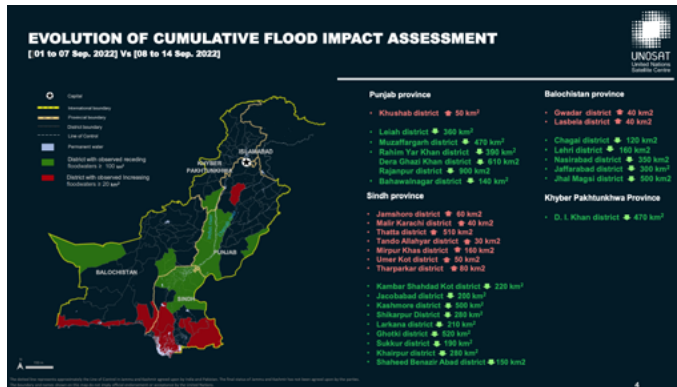 EVOLUTION OF CUMULATIVE FLOOD IMPACT ASSESSMENT
[01 to 07 Sep. 2022] Vs [08 to 14 Sep. 2022]
UNOSAT
United Nations
Satellite Centre
Capital
International boundary
Provincial boundary
District boundary
Line of Control
Permanent water
District with observed receding
floodwaters ≥ 100 km²
District with observed increasing
floodwaters ≥ 20 km²
ISLAMABAD
KHYBER
PAKHTUNKHWA
PUNJAB
BALOCHISTAN
SINDH
Punjab province
Khushab district 50 km²
Leiah district 360 km²
Muzaffargarh district 470 km²
Rahim Yar Khan district 390 km²
Dera Ghazi Khan district 610 km²
Rajanpur district 900 km²
Bahawalnagar district 140 km²
Sindh province
Jamshoro district 60 km2
Malir Karachi district 40 km2
Thatta district 510 km2
Tando Allahyar district 30 km2
Mirpur Khas district 160 km2
Umer Kot district 50 km2
Tharparkar district 80 km2
Kambar Shahdad Kot district 220 km²
Jacobabad district 200 km²
Kashmore district 500 km²
Shikarpur District 280 km²
Larkana district 210 km²
Ghotki district 520 km²
Sukkur district 190 km²
Khairpur district 280 km²
Shaheed Benazir Abad district 150 km2
Balochistan province
Gwadar district 40 km2
Lasbela district 40 km2
Chagai district 120 km2
Lehri district 160 km2
Nasirabad district 350 km2
Jaffarabad district 300 km²
Jhal Magsi district 500 km2
Khyber Pakhtunkhwa Province
D. I. Khan district 470 km²
4